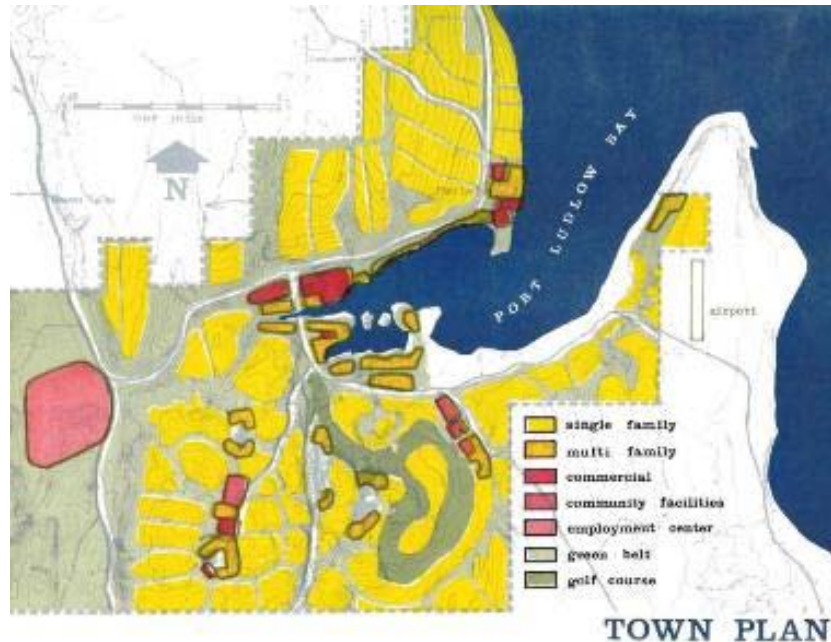 N
PORT LUDLOW BAY
airport
single family
multi family
commercial
community facilities
employment center
green belt
golf course
TOWN PLAN